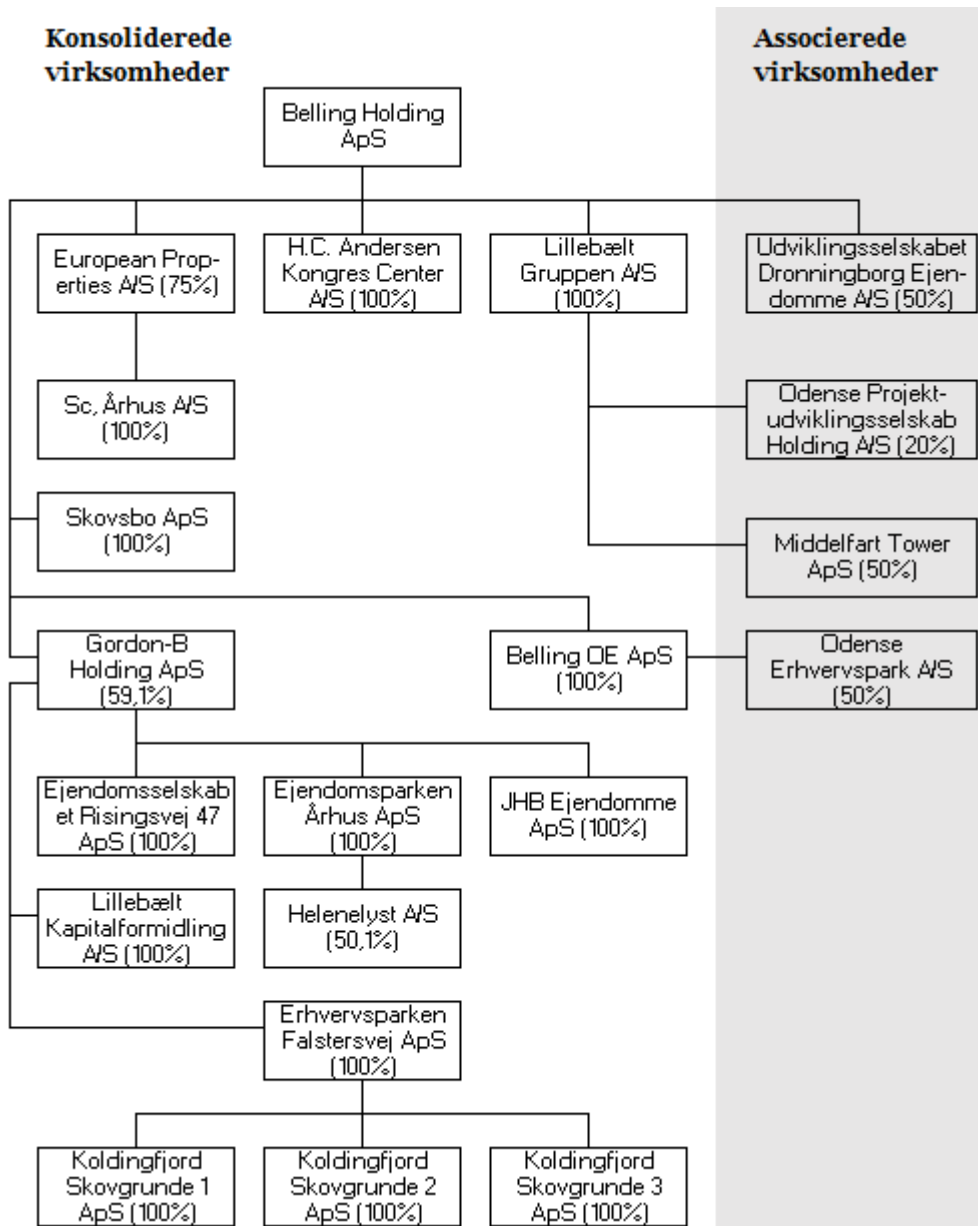 Konsoliderede
virksomheder
Associerede
virksomheder
Belling Holding
ApS
European Prop-
erties A/S (75%)
H.C. Andersen
Kongres Center
A/S (100%)
Lillebælt
Gruppen A/S
(100%)
Udviklingsselskabet
Dronningborg Ejen-
domme A/S (50%)
Sc, Århus A/S
(100%)
Odense Projekt-
udviklingsselskab
Holding A/S (20%)
Skovsbo ApS
(100%)
Middelfart Tower
ApS (50%)
Gordon-B
Holding ApS
(59,1%)
Belling OE ApS
(100%)
Odense
Erhvervspark A/S
(50%)
Ejendomsselskab
et Risingsvej 47
ApS (100%)
Ejendomsparken
Århus ApS
(100%)
JHB Ejendomme
ApS (100%)
Lillebælt
Kapitalformidling
A/S (100%)
Helenelyst A/S
(50,1%)
Erhvervsparken
Falstersvej ApS
(100%)
Koldingfjord
Skovgrunde 1
ApS (100%)
Koldingfjord
Skovgrunde 2
ApS (100%)
Koldingfjord
Skovgrunde 3
ApS (100%)